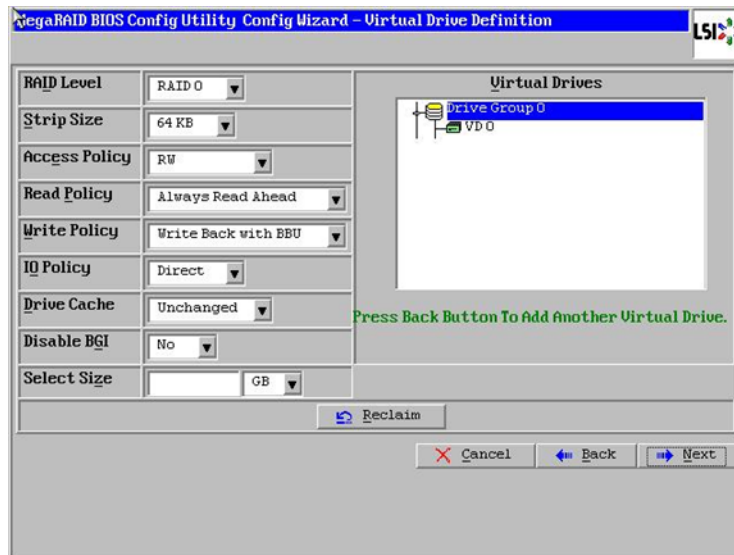 MegaRAID BIOS Config Utility Config Wizard – Virtual Drive Definition
LSI
RAID Level
RAID 0
Strip Size
64 KB
Access Policy
RW
Read Policy
Always Read Ahead
Write Policy
Write Back with BBU
IO Policy
Direct
Drive Cache
Unchanged
Disable BGI
No
Select Size
GB
Virtual Drives
Drive Group 0
VD 0
Press Back Button To Add Another Virtual Drive.
Reclaim
Cancel
Back
Next